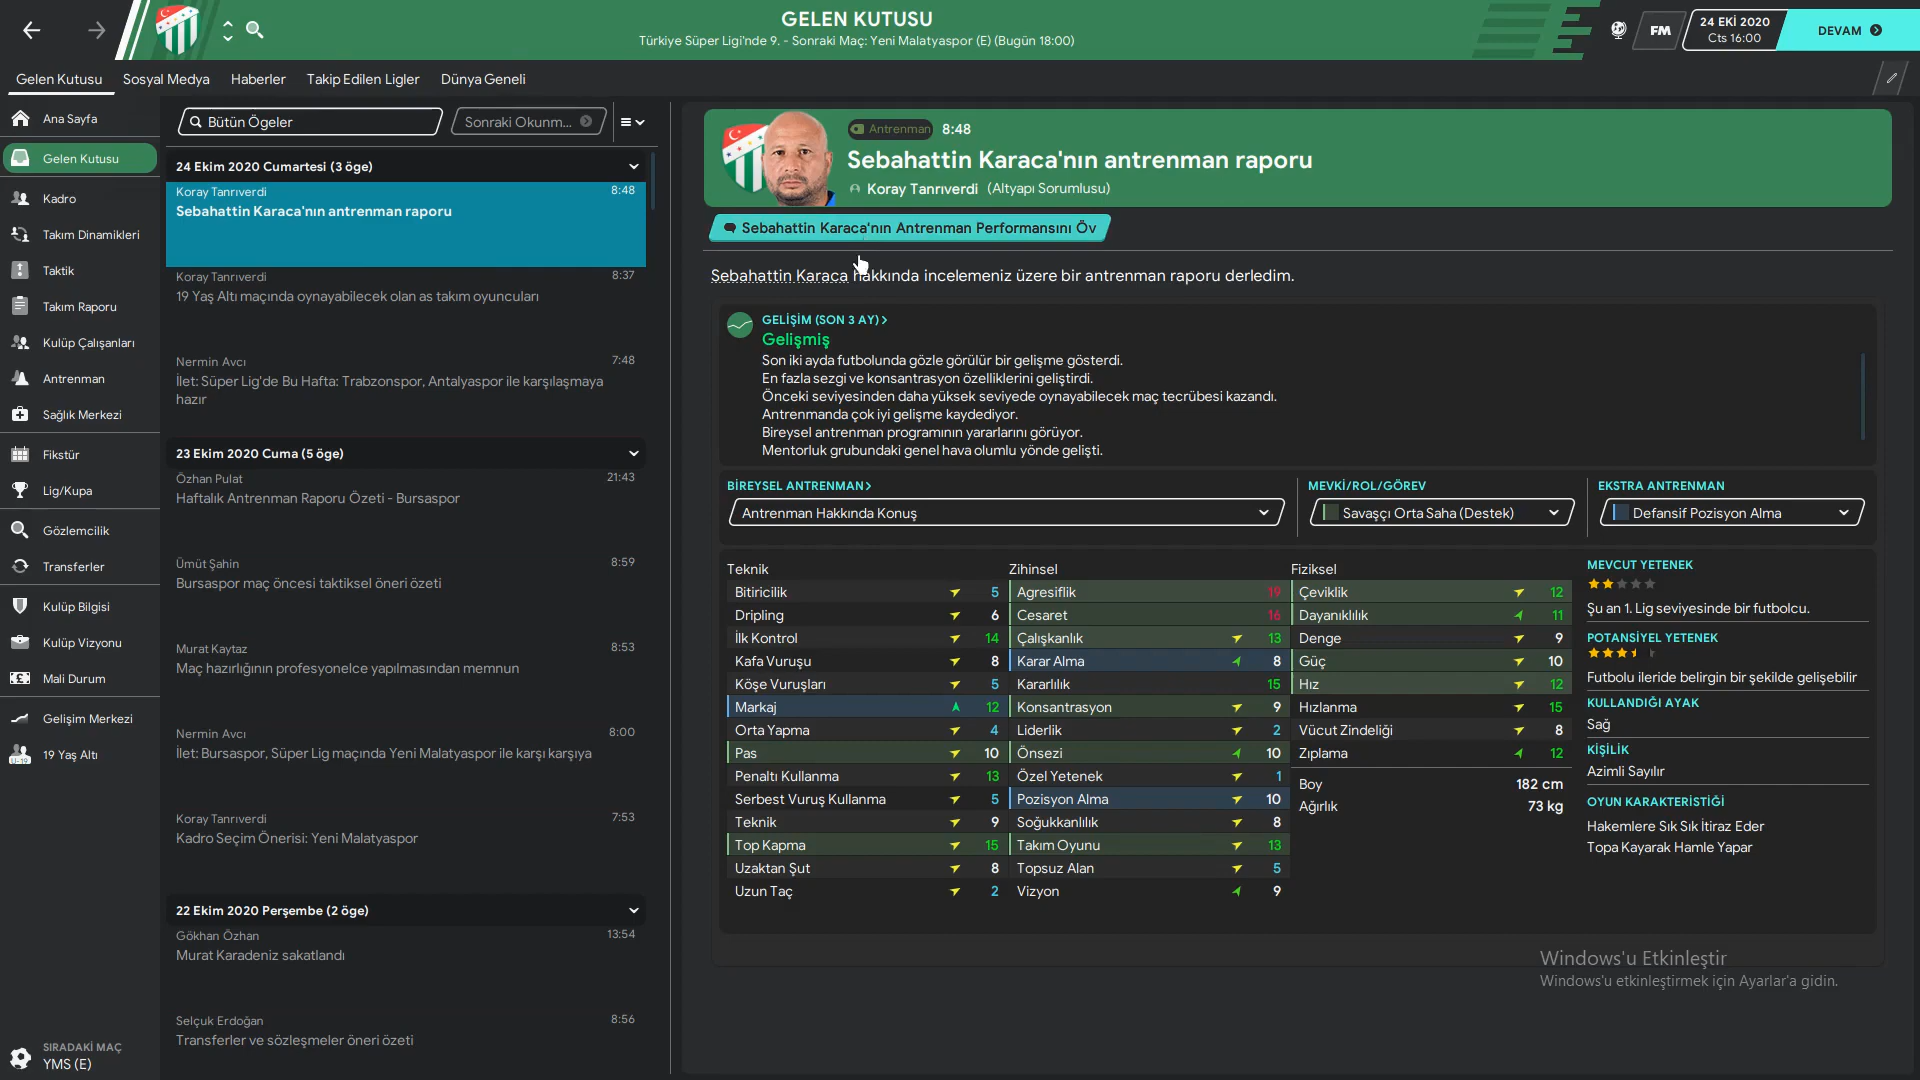 GELEN KUTUSU
Türkiye Süper Ligi'nde 9. - Sonraki Maç: Yeni Malatyaspor (E) (Bugün 18:00)
FM
24 EKİ 2020
Cts 16:00
DEVAM
Gelen Kutusu
Sosyal Medya
Haberler
Takip Edilen Ligler
Dünya Geneli
Ana Sayfa
Gelen Kutusu
Kadro
Takım Dinamikleri
Taktik
Takım Raporu
Kulüp Çalışanları
Antrenman
Sağlık Merkezi
Fikstür
Lig/Kupa
Gözlemcilik
Transferler
Kulüp Bilgisi
Kulüp Vizyonu
Mali Durum
Gelişim Merkezi
19 Yaş Altı
SIRADAKİ MAÇ
YMS (E)
Bütün Ögeler
Sonraki Okunm...
24 Ekim 2020 Cumartesi (3 öge)
Koray Tanrıverdi 8:48
Sebahattin Karaca'nın antrenman raporu
Koray Tanrıverdi 8:37
19 Yaş Altı maçında oynayabilecek olan as takım oyuncuları
Nermin Avcı 7:48
İlet: Süper Lig'de Bu Hafta: Trabzonspor, Antalyaspor ile karşılaşmaya
hazır
23 Ekim 2020 Cuma (5 öge)
Özhan Pulat 21:43
Haftalık Antrenman Raporu Özeti - Bursaspor
Ümüt Şahin 8:59
Bursaspor maç öncesi taktiksel öneri özeti
Murat Kaytaz 8:53
Maç hazırlığının profesyonelce yapılmasından memnun
Nermin Avcı 8:00
İlet: Bursaspor, Süper Lig maçında Yeni Malatyaspor ile karşı karşıya
Koray Tanrıverdi 7:53
Kadro Seçim Önerisi: Yeni Malatyaspor
22 Ekim 2020 Perşembe (2 öge)
Gökhan Özhan 13:54
Murat Karadeniz sakatlandı
Selçuk Erdoğan 8:56
Transferler ve sözleşmeler öneri özeti
Antrenman 8:48
Sebahattin Karaca'nın antrenman raporu
Koray Tanrıverdi (Altyapı Sorumlusu)
Sebahattin Karaca'nın Antrenman Performansını Öv
Sebahattin Karaca hakkında incelemeniz üzere bir antrenman raporu derledim.
GELİŞİM (SON 3 AY)
Gelişmiş
Son iki ayda futbolunda gözle görülür bir gelişme gösterdi.
En fazla sezgi ve konsantrasyon özelliklerini geliştirdi.
Önceki seviyesinden daha yüksek seviyede oynayabilecek maç tecrübesi kazandı.
Antrenmanda çok iyi gelişme kaydediyor.
Bireysel antrenman programının yararlarını görüyor.
Mentorluk grubundaki genel hava olumlu yönde gelişti.
BİREYSEL ANTRENMAN
Antrenman Hakkında Konuş
MEVKİ/ROL/GÖREV
Savaşçı Orta Saha (Destek)
EKSTRA ANTRENMAN
Defansif Pozisyon Alma
Teknik
Bitiricilik 5
Dripling 6
İlk Kontrol 14
Kafa Vuruşu 8
Köşe Vuruşları 5
Markaj 12
Orta Yapma 4
Pas 10
Penaltı Kullanma 13
Serbest Vuruş Kullanma 5
Teknik 9
Top Kapma 15
Uzaktan Şut 8
Uzun Taç 2
Zihinsel
Agresiflik 19
Cesaret 16
Çalışkanlık 13
Karar Alma 8
Kararlılık 15
Konsantrasyon 9
Liderlik 2
Önsezi 10
Özel Yetenek 1
Pozisyon Alma 10
Soğukkanlılık 8
Takım Oyunu 13
Topsuz Alan 5
Vizyon 9
Fiziksel
Çeviklik 12
Dayanıklılık 11
Denge 9
Güç 10
Hız 12
Hızlanma 15
Vücut Zindeliği 8
Zıplama 12
Boy 182 cm
Ağırlık 73 kg
MEVCUT YETENEK
Şu an 1. Lig seviyesinde bir futbolcu.
POTANSİYEL YETENEK
Futbolu ileride belirgin bir şekilde gelişebilir
KULLANDIĞI AYAK
Sağ
KİŞİLİK
Azimli Sayılır
OYUN KARAKTERİSTİĞİ
Hakemlere Sık Sık İtiraz Eder
Topa Kayarak Hamle Yapar
Windows'u Etkinleştir
Windows'u etkinleştirmek için Ayarlar'a gidin.